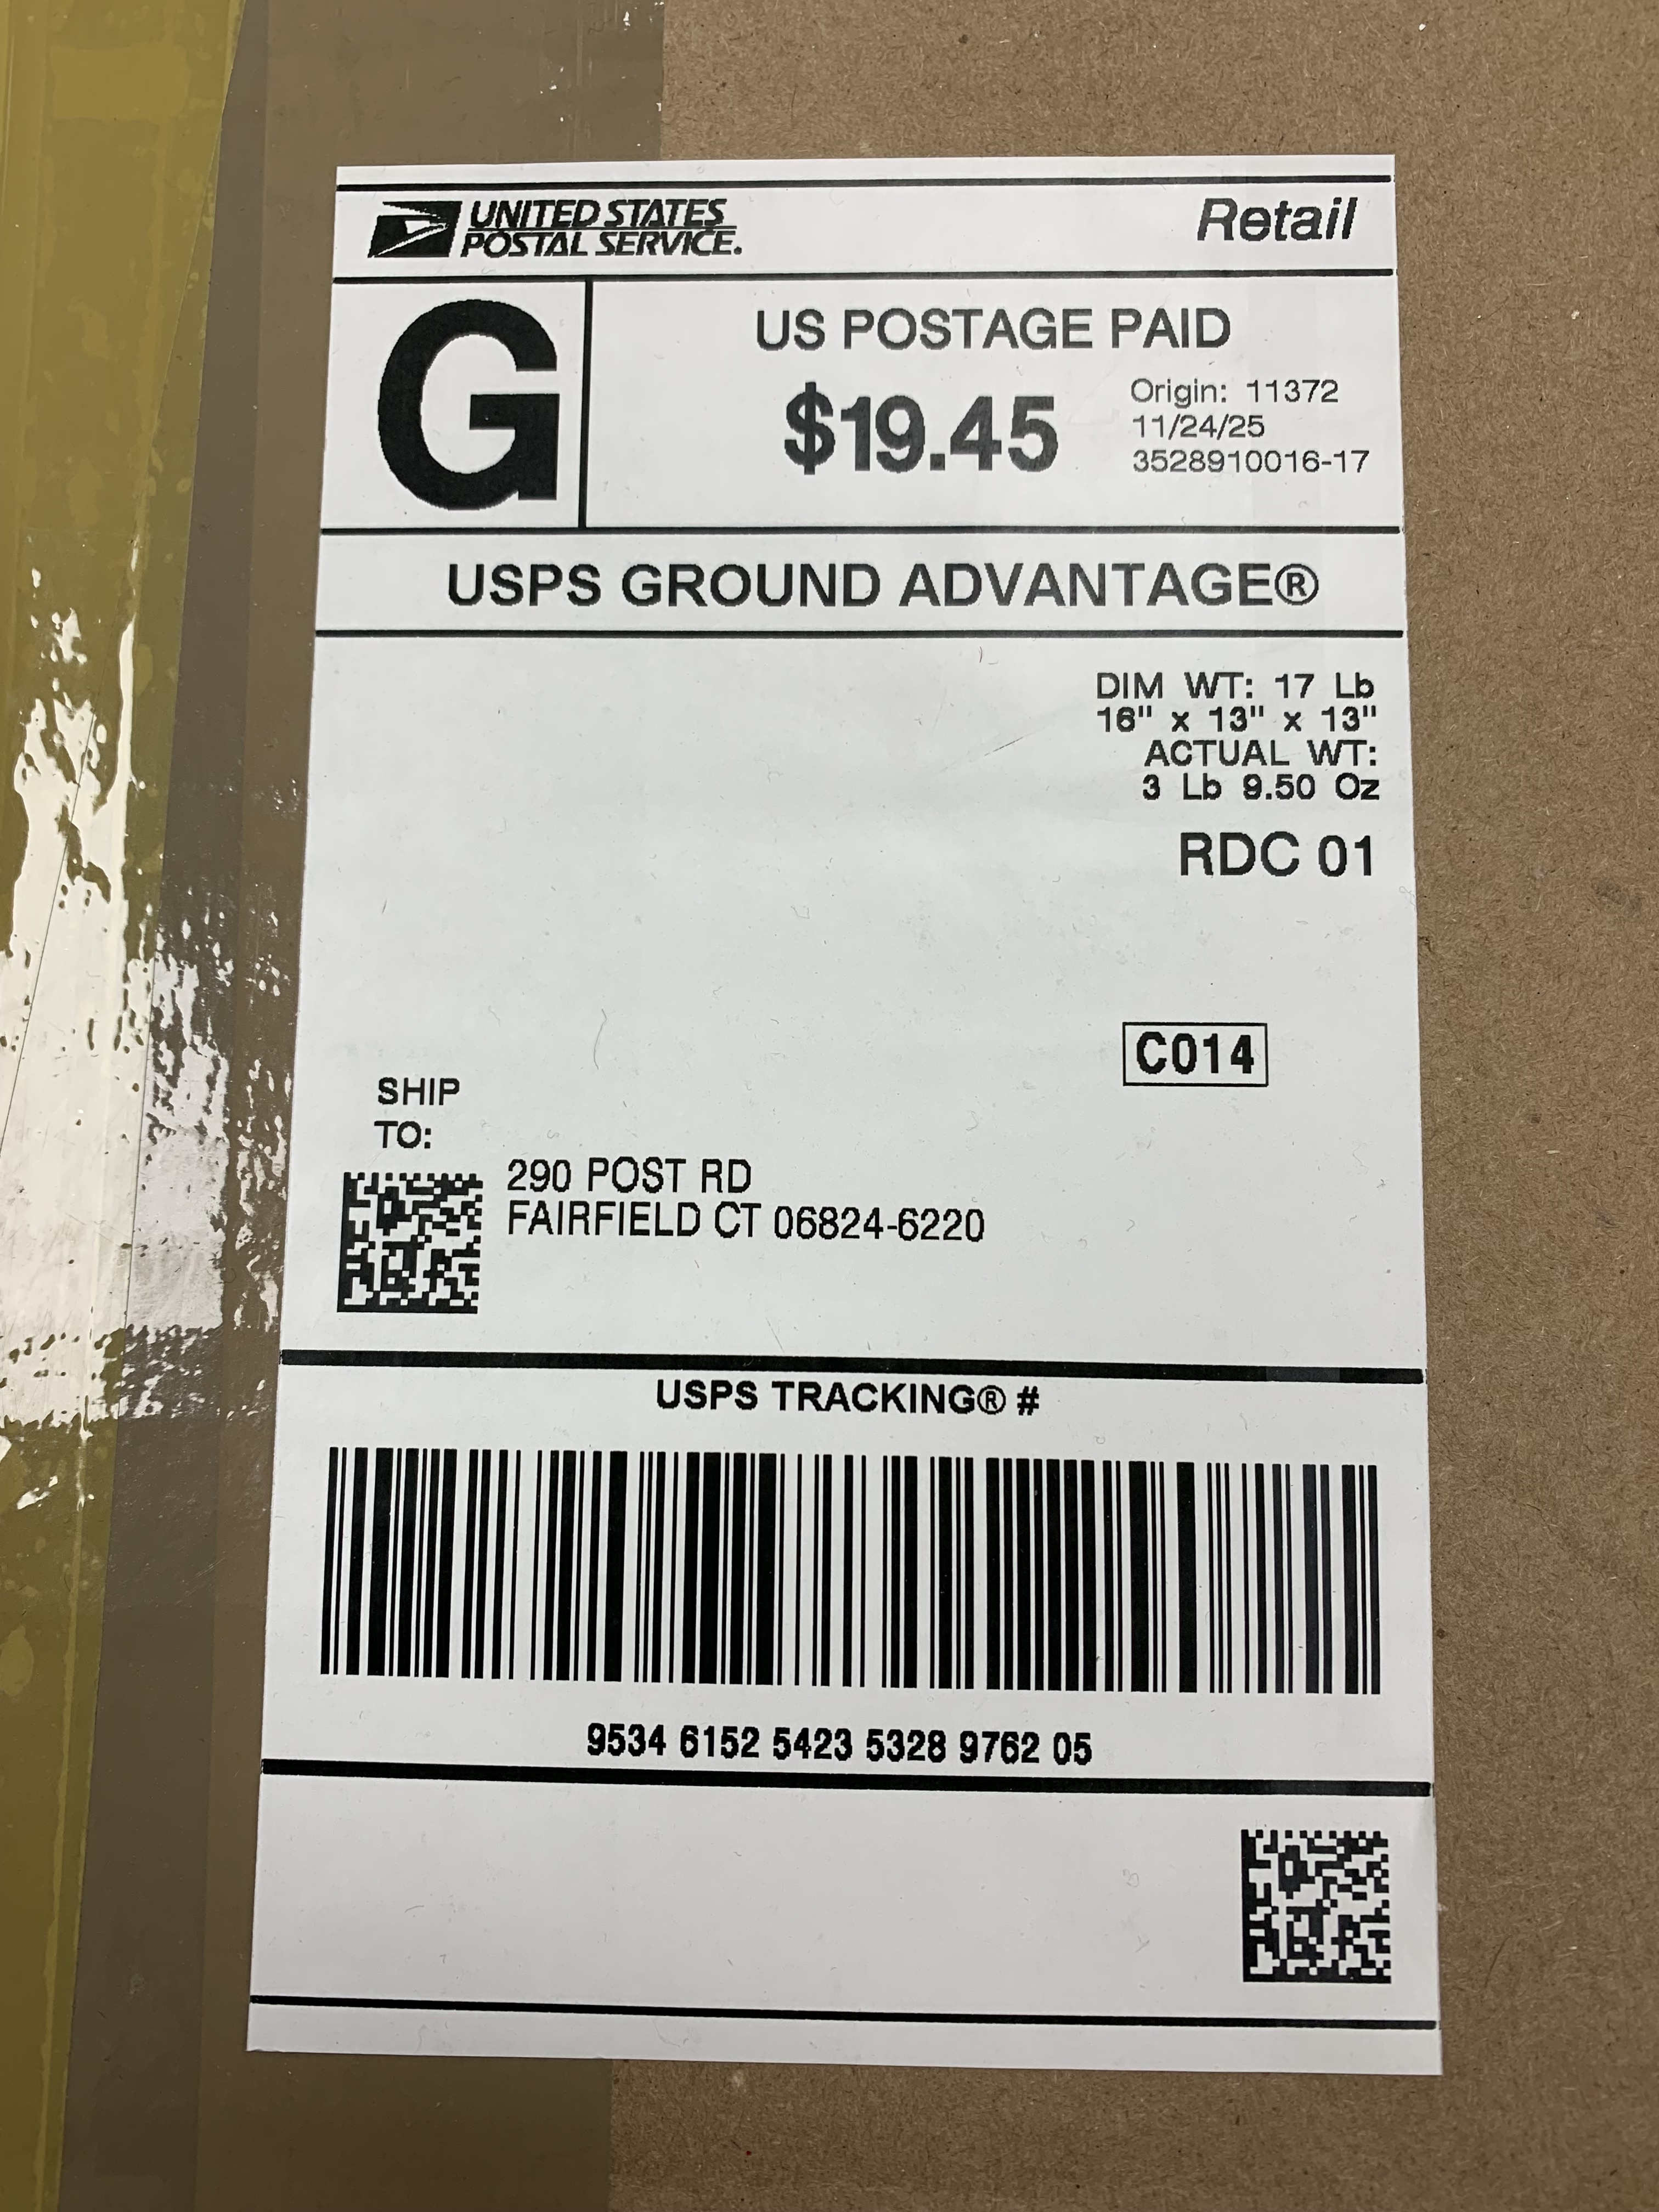 UNITED STATES
POSTAL SERVICE.
Retail
G
US POSTAGE PAID
$19.45
Origin: 11372
11/24/25
3528910016-17
USPS GROUND ADVANTAGE®
DIM WT: 17 Lb
16" x 13" x 13"
ACTUAL WT:
3 Lb 9.50 Oz
RDC 01
C014
SHIP
TO:
290 POST RD
FAIRFIELD CT 06824-6220
USPS TRACKING® #
9534 6152 5423 5328 9762 05